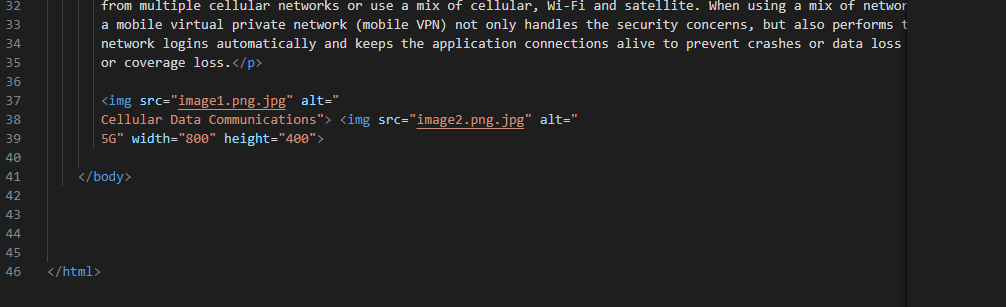 32 from multiple cellular networks or use a mix of cellular, Wi-Fi and satellite. When using a mix of networ
33 a mobile virtual private network (mobile VPN) not only handles the security concerns, but also performs t
34 network logins automatically and keeps the application connections alive to prevent crashes or data loss
35 or coverage loss.</p>
36
37 <img src="image1.png.jpg" alt="
38 Cellular Data Communications"> <img src="image2.png.jpg" alt="
39 5G" width="800" height="400">
40
41 </body>
42
43
44
45
46 </html>